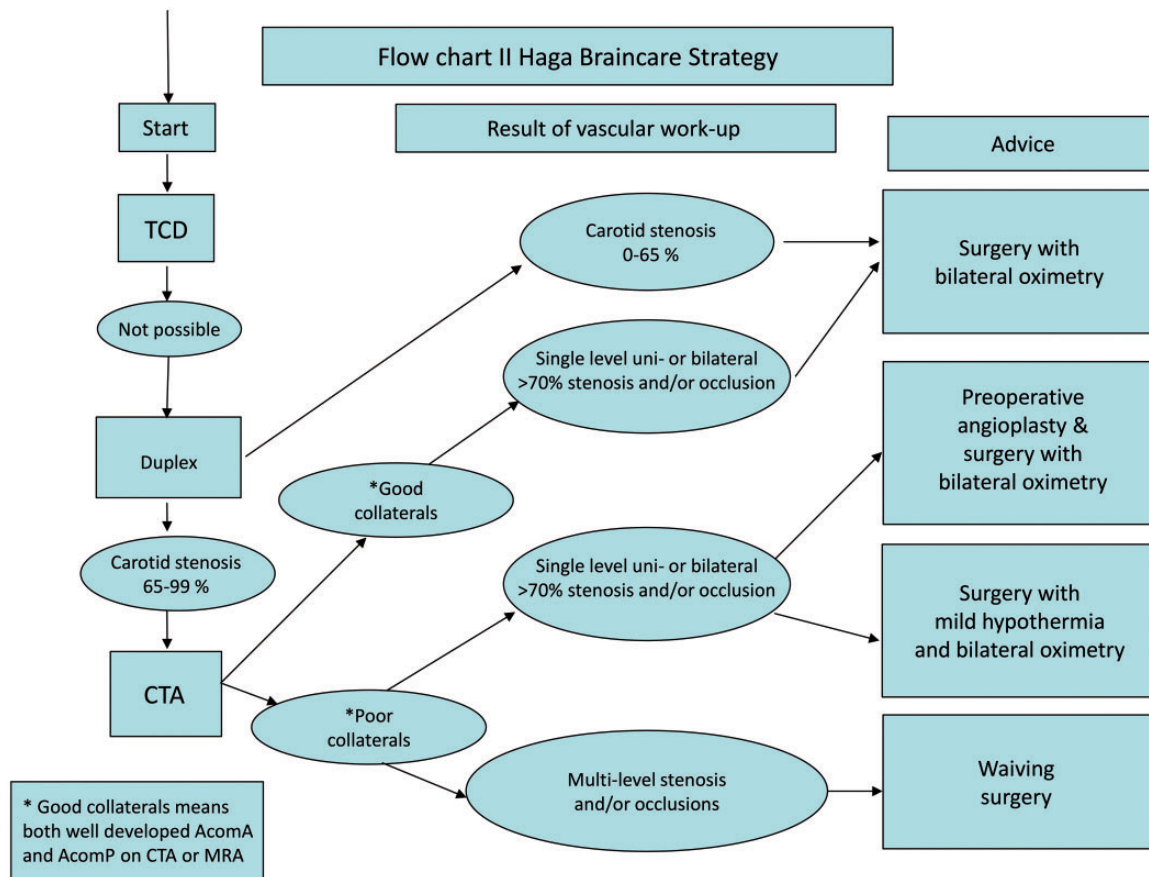 Flow chart II Haga Braincare Strategy
Start
Result of vascular work-up
Advice
TCD
Carotid stenosis
0-65 %
Surgery with
bilateral oximetry
Not possible
Single level uni- or bilateral
>70% stenosis and/or occlusion
Preoperative
angioplasty &
surgery with
bilateral oximetry
Duplex
*Good
collaterals
Carotid stenosis
65-99 %
Single level uni- or bilateral
>70% stenosis and/or occlusion
Surgery with
mild hypothermia
and bilateral oximetry
CTA
*Poor
collaterals
Multi-level stenosis
and/or occlusions
Waiving
surgery
* Good collaterals means
both well developed AcomA
and AcomP on CTA or MRA